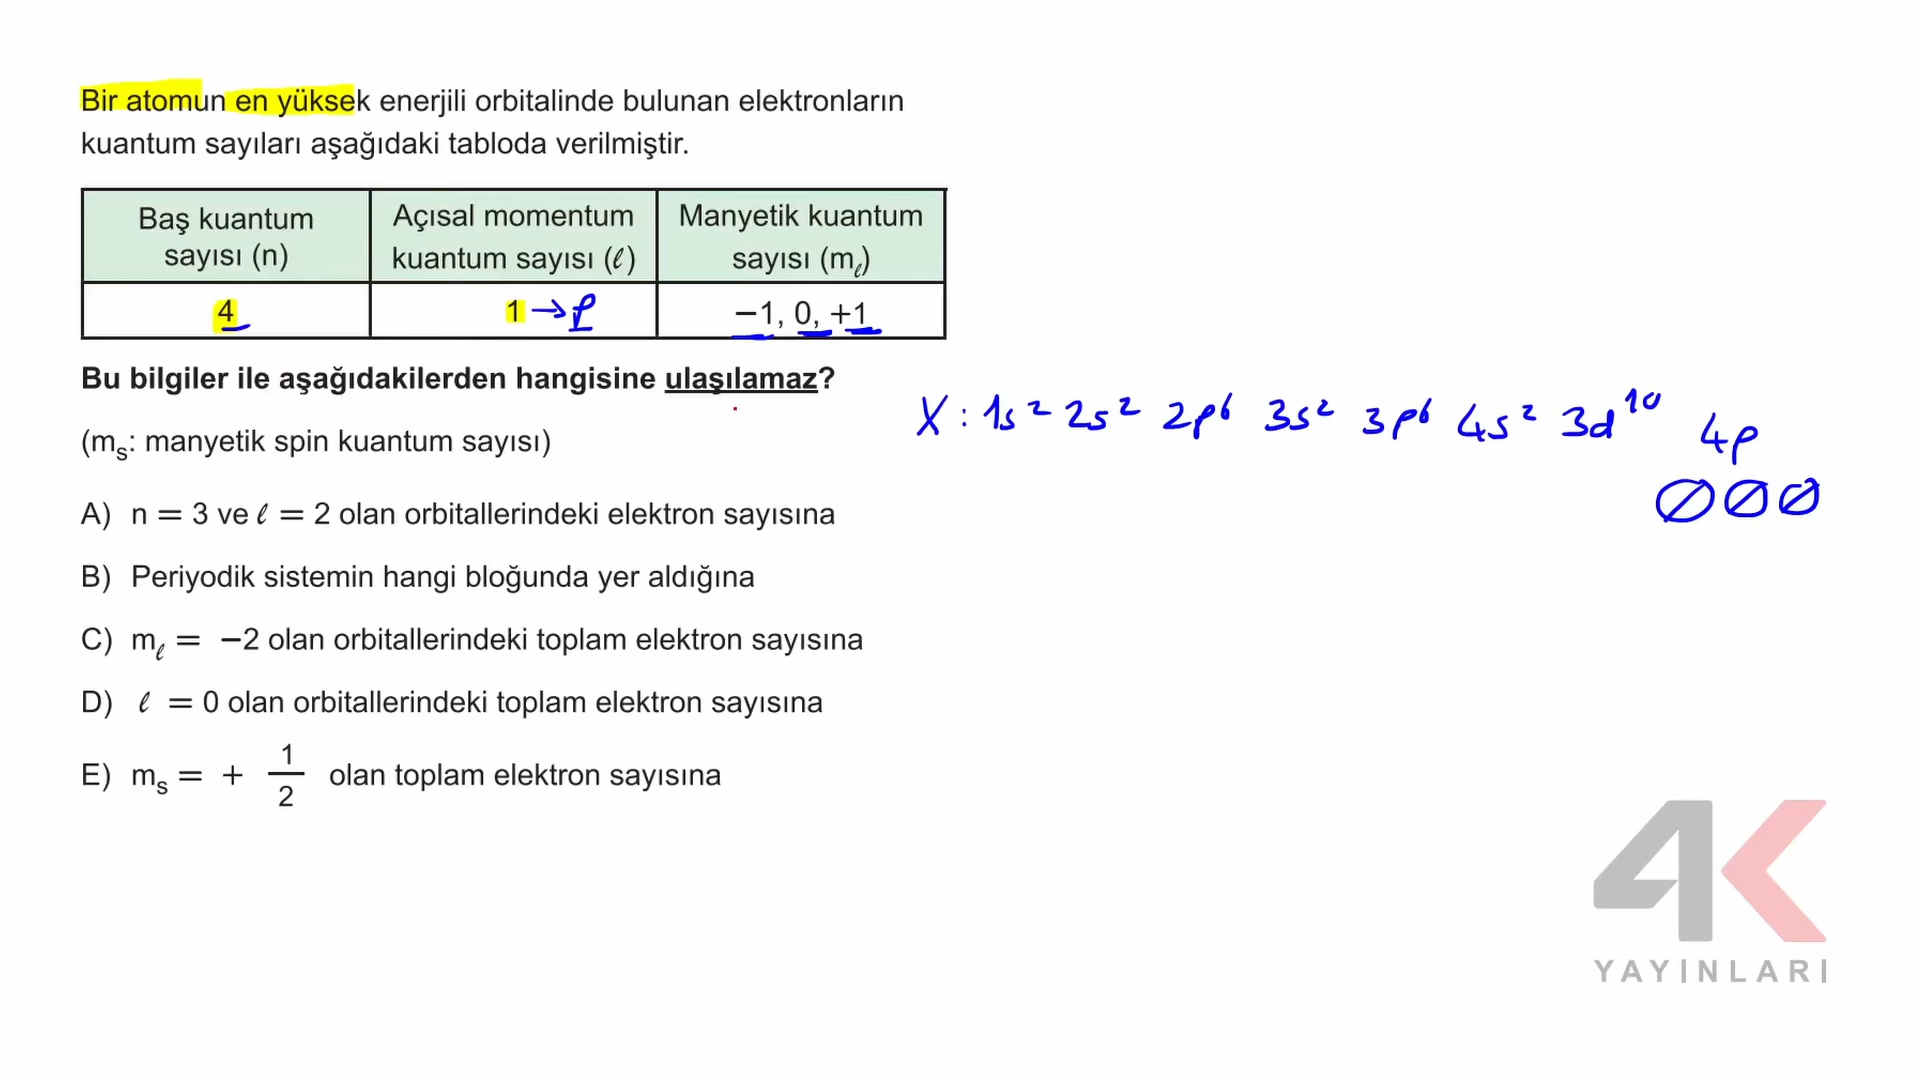 Bir atomun en yüksek enerjili orbitalinde bulunan elektronların
kuantum sayıları aşağıdaki tabloda verilmiştir.
Baş kuantum sayısı (n)
Açısal momentum kuantum sayısı (ℓ)
Manyetik kuantum sayısı (mℓ)
4
1 → p
−1, 0, +1
Bu bilgiler ile aşağıdakilerden hangisine ulaşılamaz?
(ms: manyetik spin kuantum sayısı)
X : 1s² 2s² 2p⁶ 3s² 3p⁶ 4s² 3d¹⁰ 4p
A) n = 3 ve ℓ = 2 olan orbitallerindeki elektron sayısına
B) Periyodik sistemin hangi bloğunda yer aldığına
C) mℓ = −2 olan orbitallerindeki toplam elektron sayısına
D) ℓ = 0 olan orbitallerindeki toplam elektron sayısına
E) ms = + 1/2 olan toplam elektron sayısına
4K
YAYINLARI